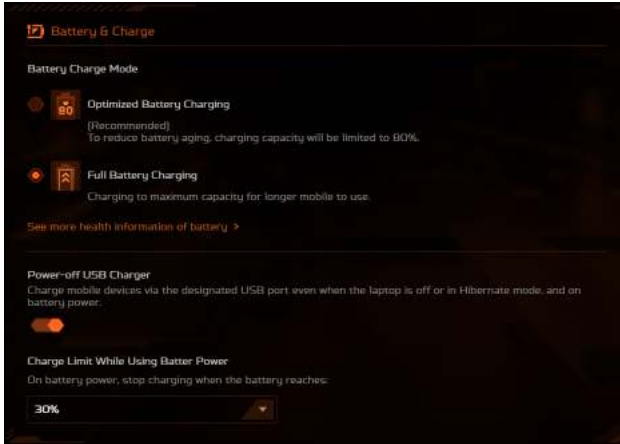 Battery & Charge
Battery Charge Mode
80
Optimized Battery Charging
(Recommended)
To reduce battery aging, charging capacity will be limited to 80%.
Full Battery Charging
Charging to maximum capacity for longer mobile to use.
See more health information of battery >
Power-off USB Charger
Charge mobile devices via the designated USB port even when the laptop is off or in Hibernate mode, and on
battery power.
Charge Limit While Using Batter Power
On battery power, stop charging when the battery reaches:
30%